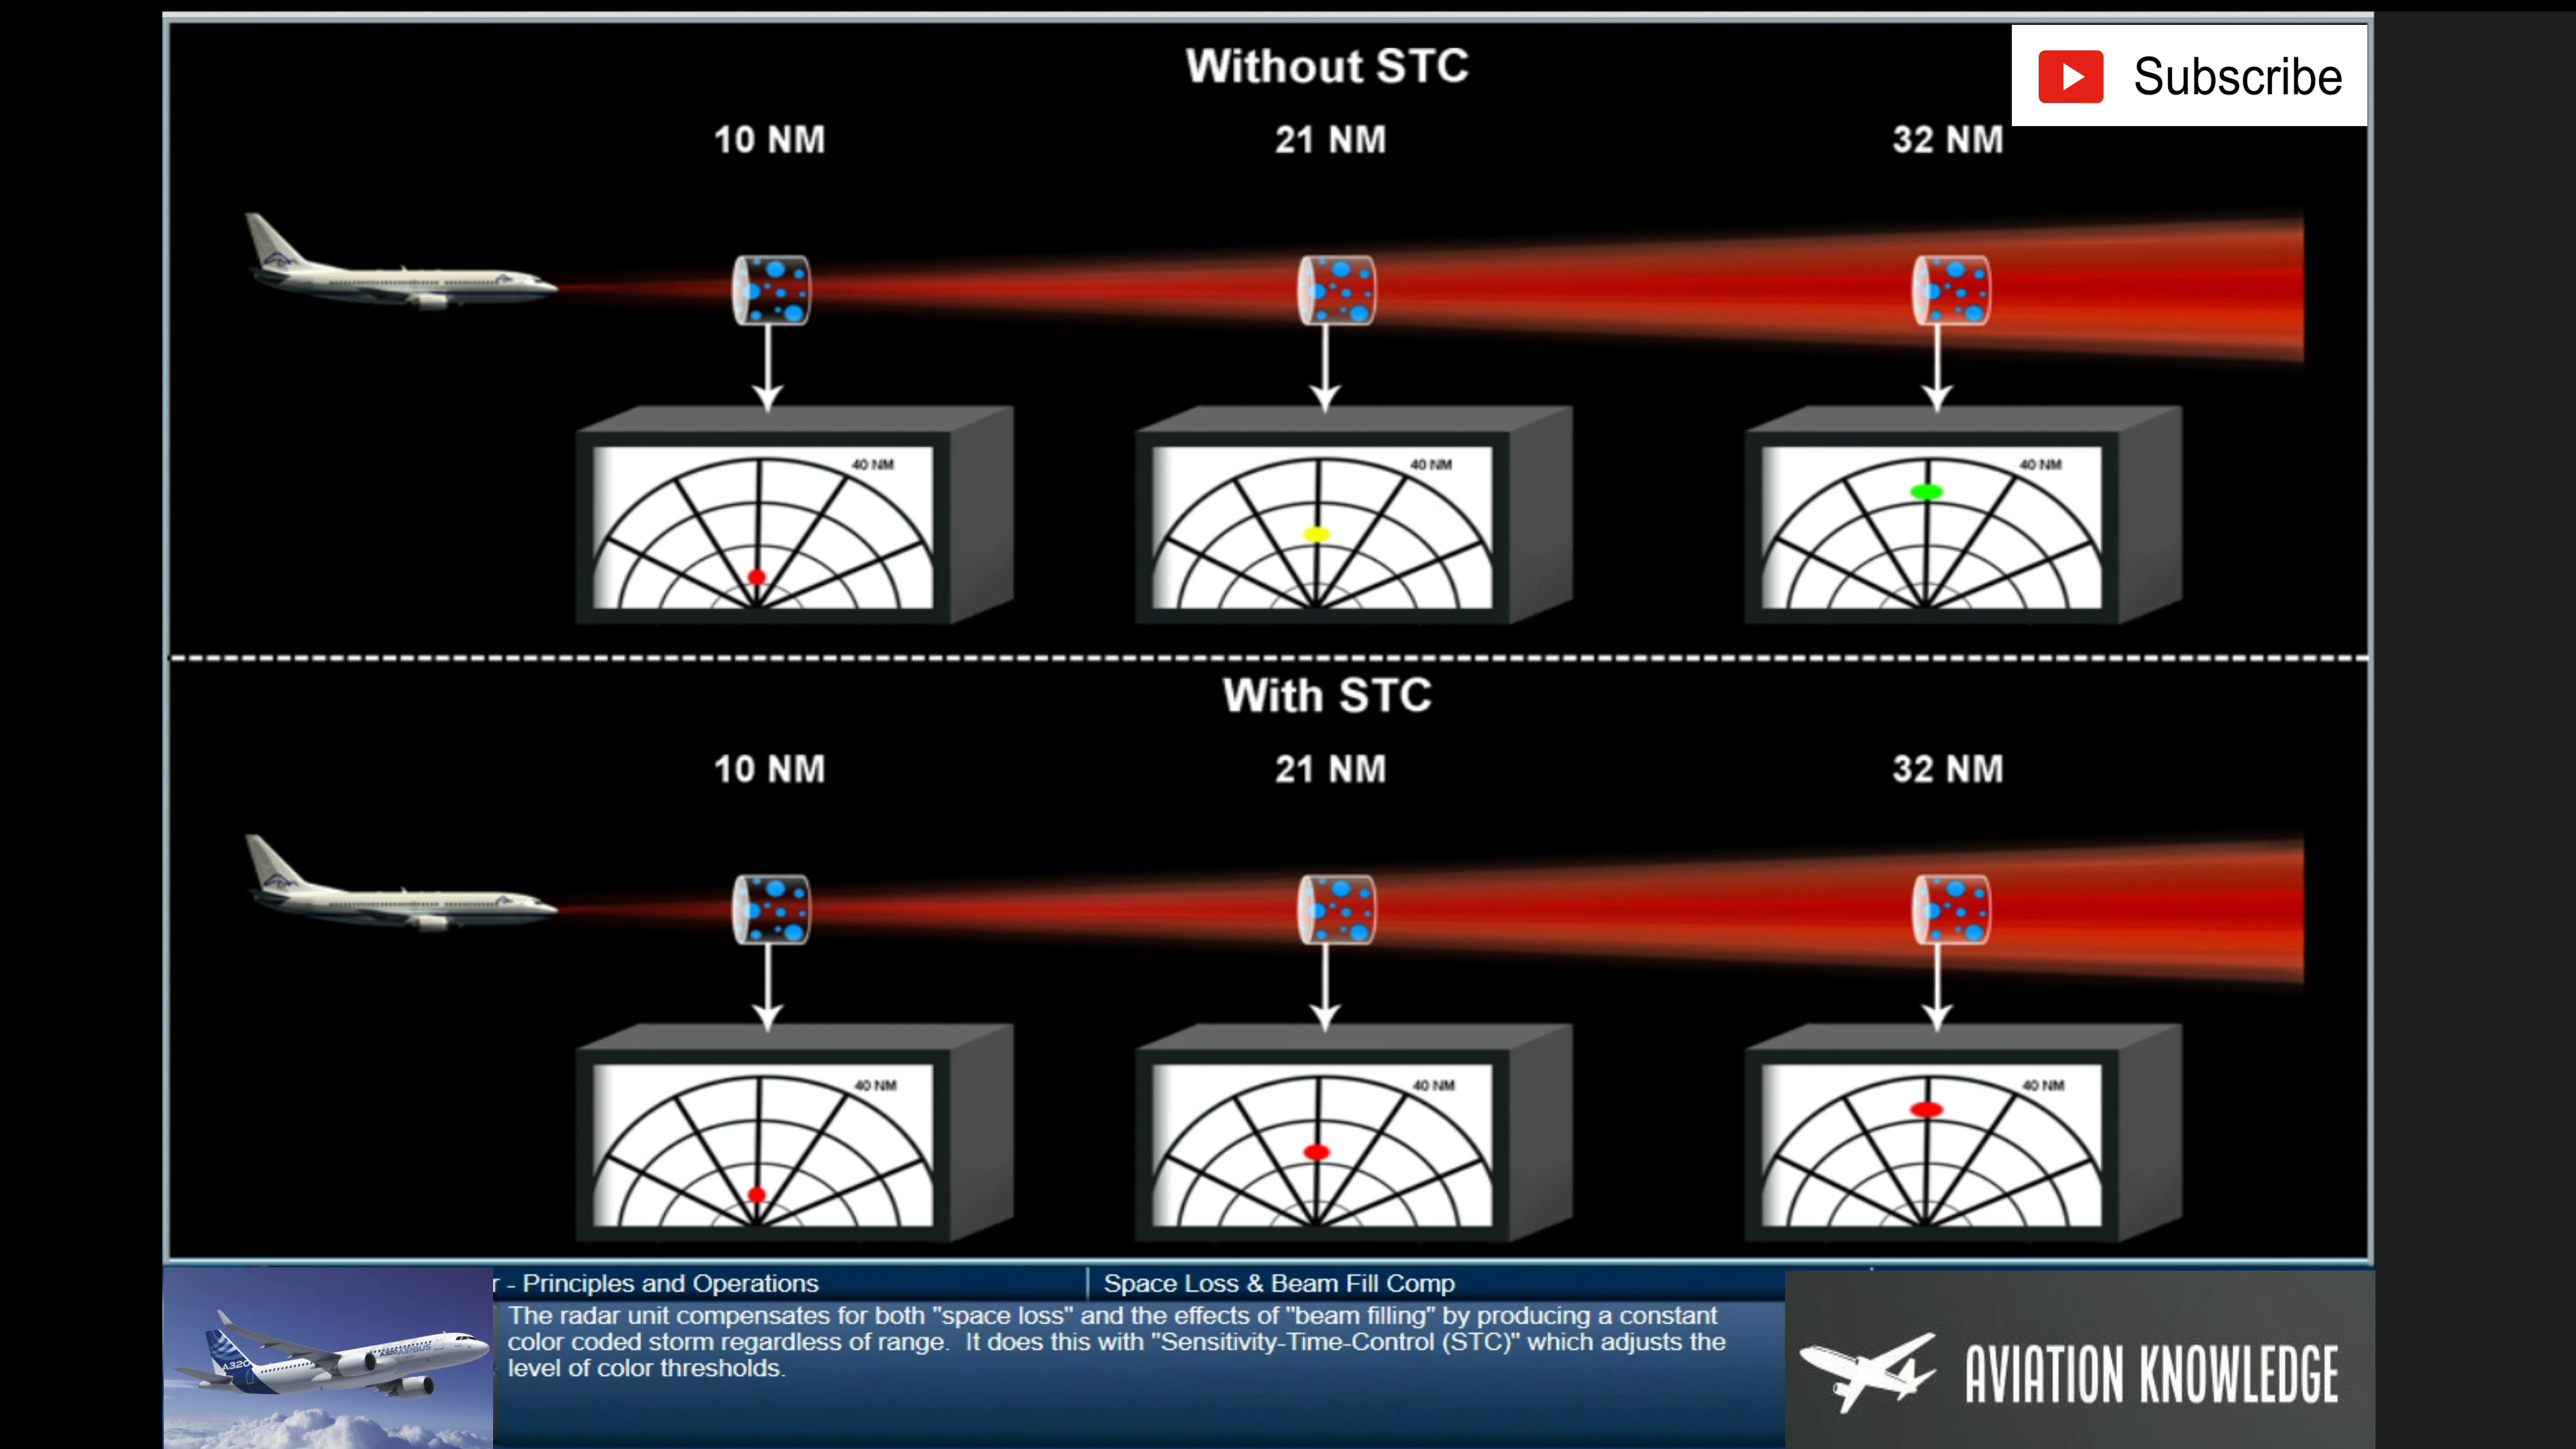 Without STC
Subscribe
10 NM
21 NM
32 NM
40 NM
40 NM
40 NM
With STC
10 NM
21 NM
32 NM
40 NM
40 NM
40 NM
r - Principles and Operations
Space Loss & Beam Fill Comp
The radar unit compensates for both "space loss" and the effects of "beam filling" by producing a constant
color coded storm regardless of range. It does this with "Sensitivity-Time-Control (STC)" which adjusts the
level of color thresholds.
A320
A320 AIRBUS
AVIATION KNOWLEDGE